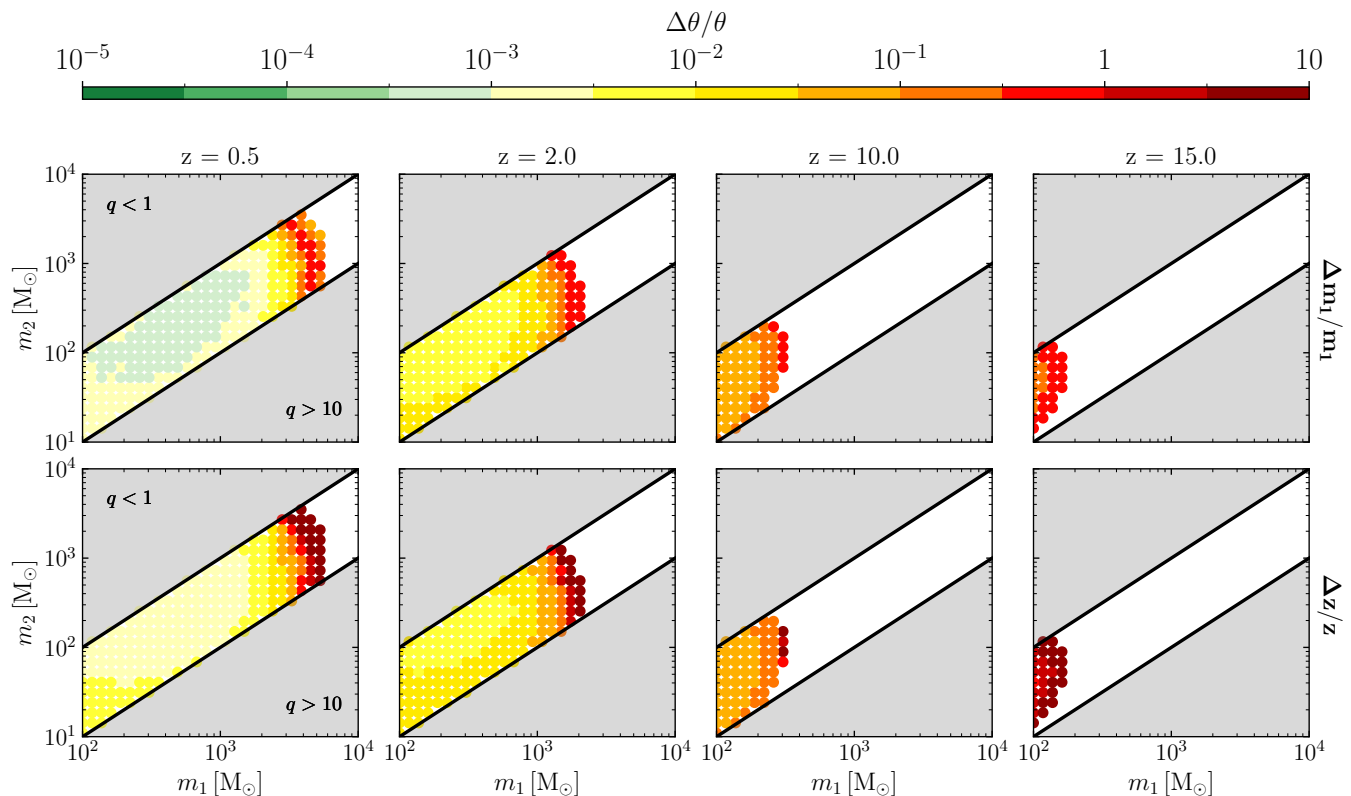 Δθ/θ
10⁻⁵ 10⁻⁴ 10⁻³ 10⁻² 10⁻¹ 1 10
z = 0.5 z = 2.0 z = 10.0 z = 15.0
10⁴
q < 1
10³
m₂ [M⊙]
10²
q > 10
10¹
Δm₁/m₁
10⁴
q < 1
10³
m₂ [M⊙]
10²
q > 10
10¹
Δz/z
10² 10³ 10⁴ 10² 10³ 10⁴ 10² 10³ 10⁴ 10² 10³ 10⁴
m₁ [M⊙] m₁ [M⊙] m₁ [M⊙] m₁ [M⊙]